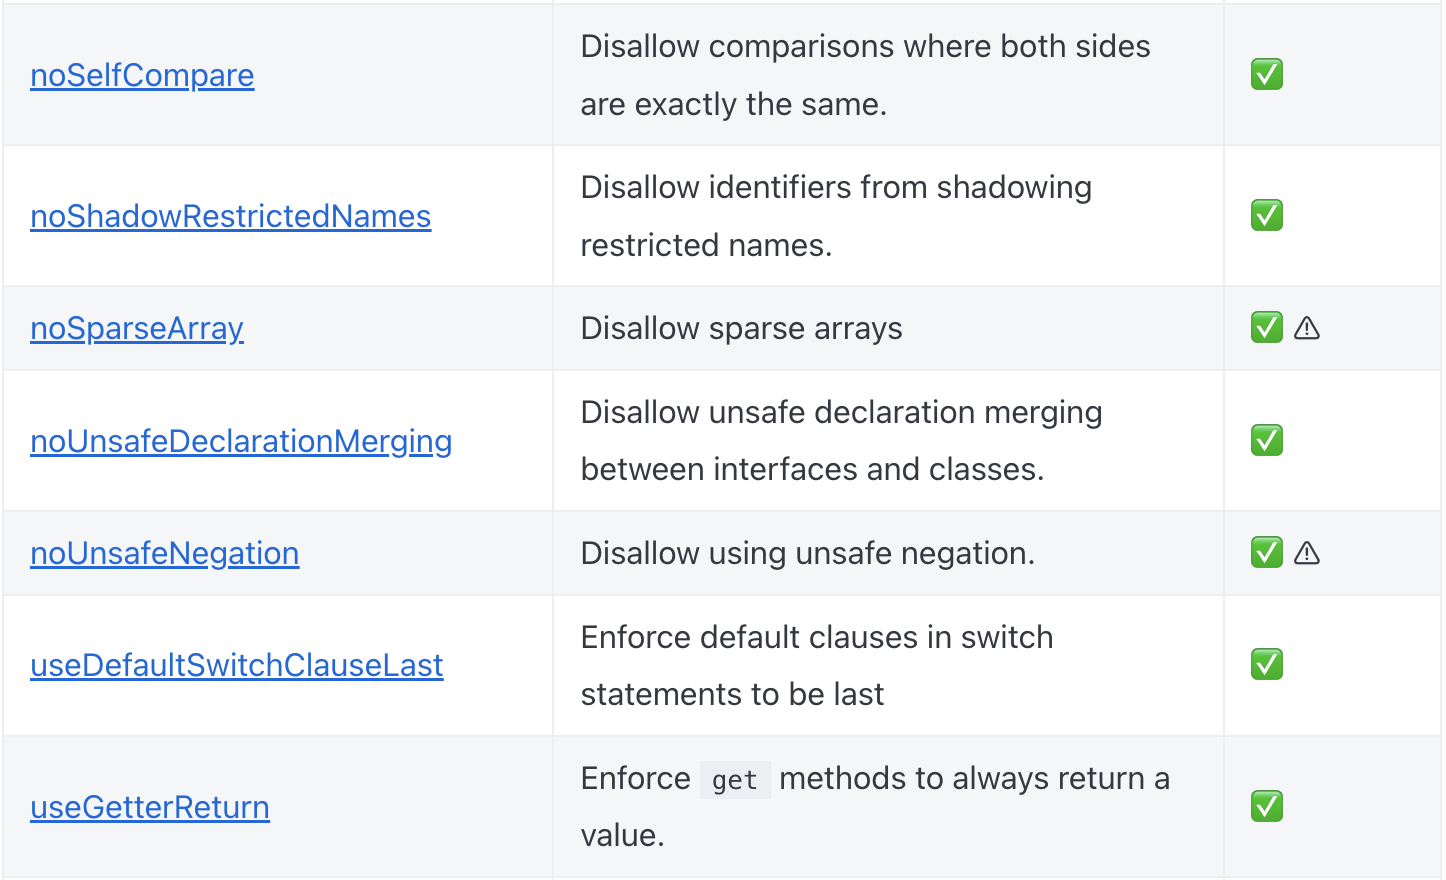 noSelfCompare
Disallow comparisons where both sides
are exactly the same.
✅
noShadowRestrictedNames
Disallow identifiers from shadowing
restricted names.
✅
noSparseArray
Disallow sparse arrays
✅ ⚠
noUnsafeDeclarationMerging
Disallow unsafe declaration merging
between interfaces and classes.
✅
noUnsafeNegation
Disallow using unsafe negation.
✅ ⚠
useDefaultSwitchClauseLast
Enforce default clauses in switch
statements to be last
✅
useGetterReturn
Enforce get methods to always return a
value.
✅